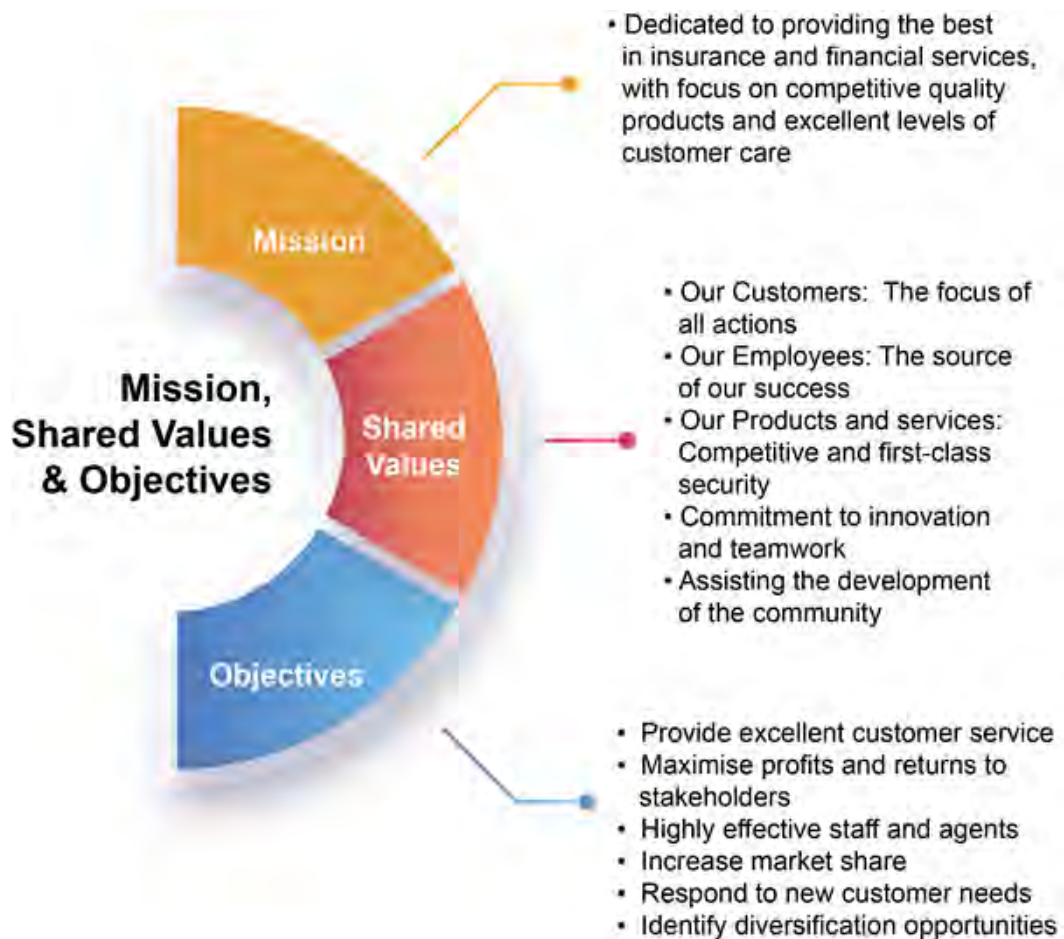 Mission,
Shared Values
& Objectives
Mission
• Dedicated to providing the best
in insurance and financial services,
with focus on competitive quality
products and excellent levels of
customer care
Shared
Values
• Our Customers:  The focus of
all actions
• Our Employees: The source
of our success
• Our Products and services:
Competitive and first-class
security
• Commitment to innovation
and teamwork
• Assisting the development
of the community
Objectives
• Provide excellent customer service
• Maximise profits and returns to
stakeholders
• Highly effective staff and agents
• Increase market share
• Respond to new customer needs
• Identify diversification opportunities